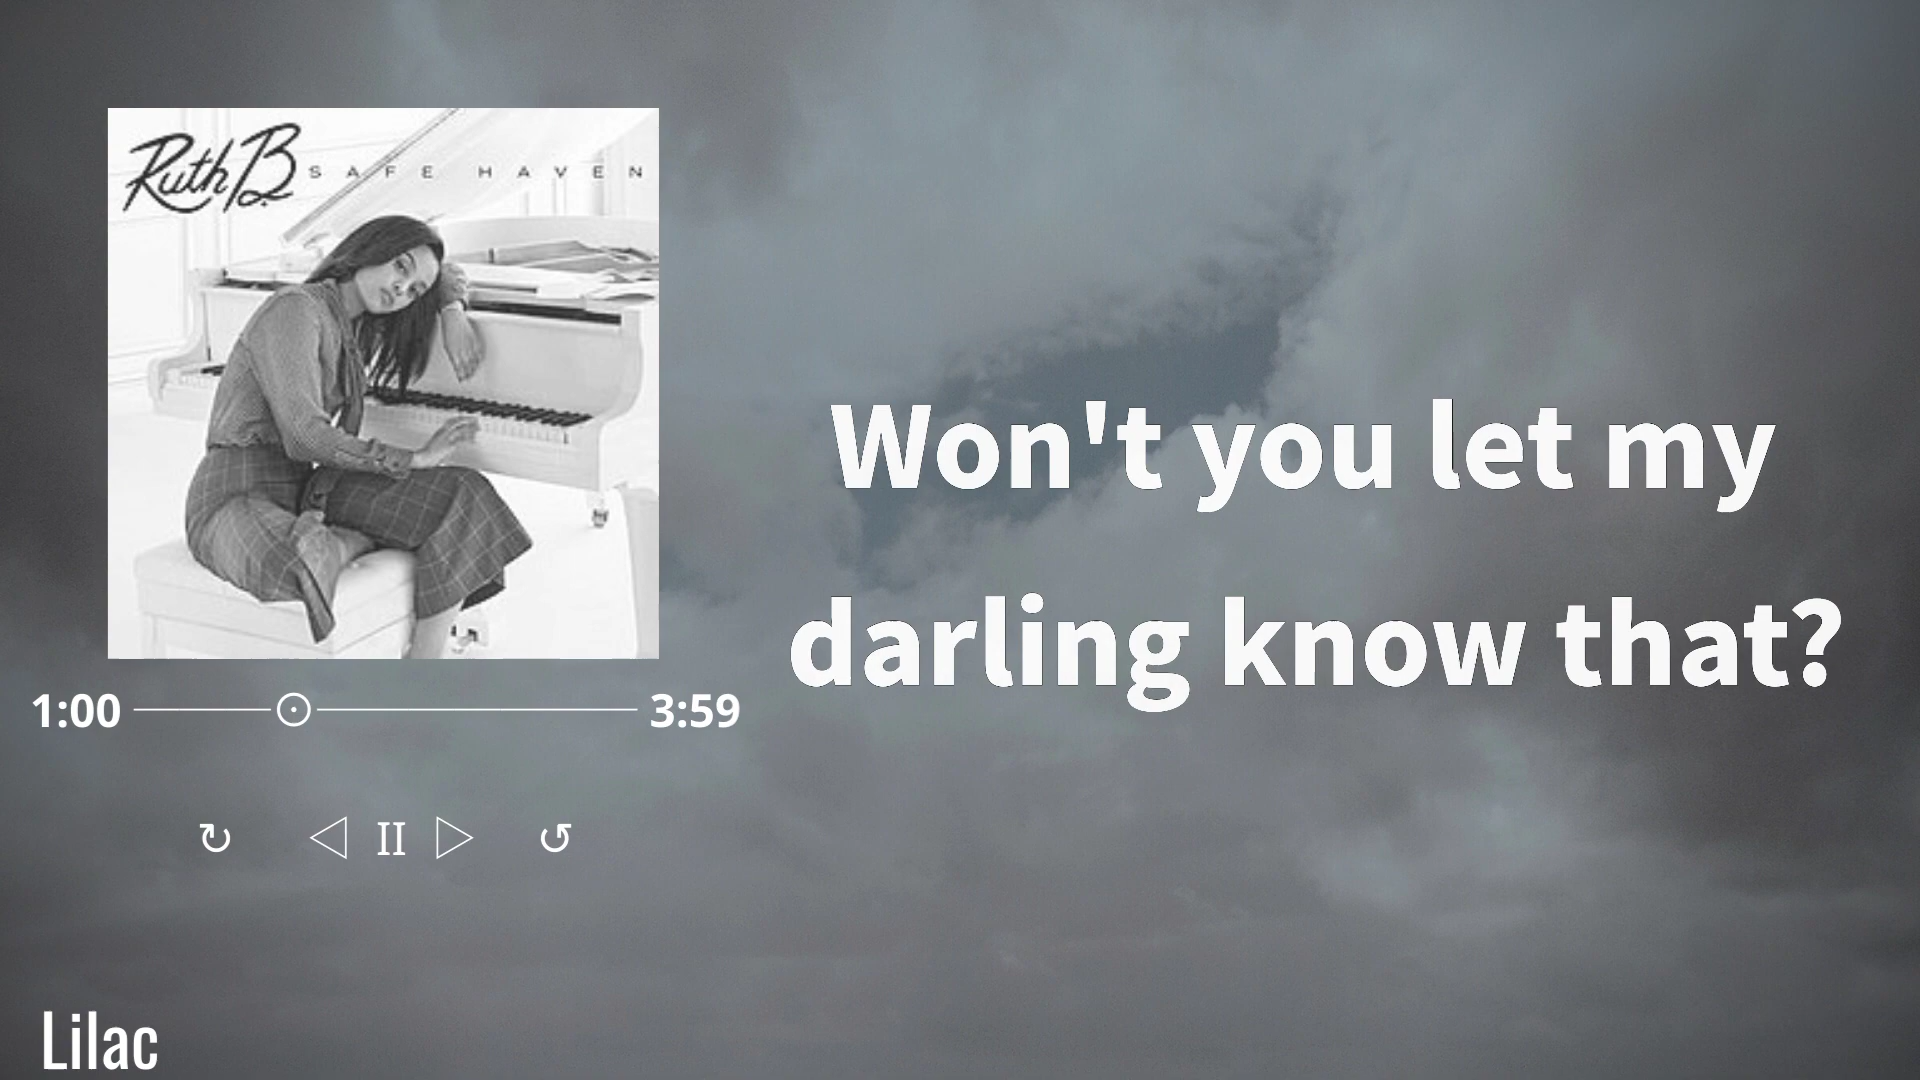 Ruth B. SAFE HAVEN
Won't you let my
darling know that?
1:00 3:59
Lilac